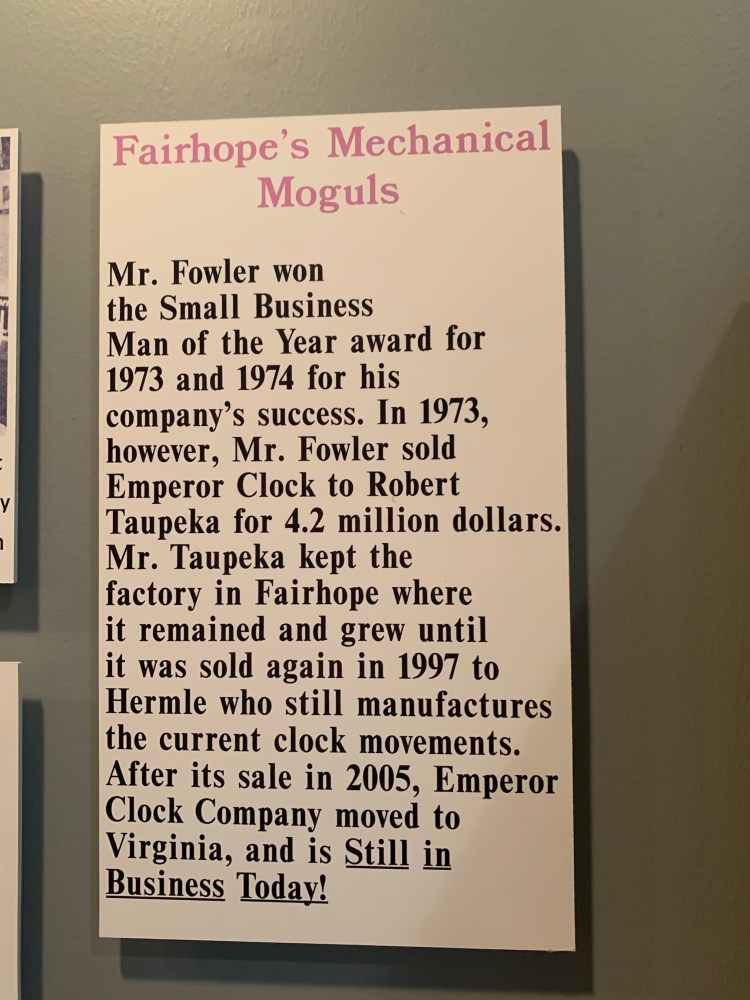 Fairhope's Mechanical
Moguls
Mr. Fowler won
the Small Business
Man of the Year award for
1973 and 1974 for his
company's success. In 1973,
however, Mr. Fowler sold
Emperor Clock to Robert
Taupeka for 4.2 million dollars.
Mr. Taupeka kept the
factory in Fairhope where
it remained and grew until
it was sold again in 1997 to
Hermle who still manufactures
the current clock movements.
After its sale in 2005, Emperor
Clock Company moved to
Virginia, and is Still in
Business Today!